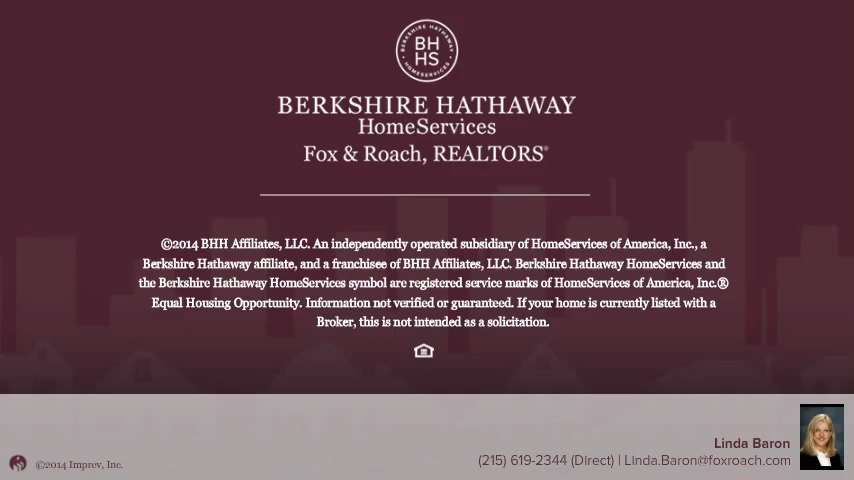 BERKSHIRE HATHAWAY
HOMESERVICES
BH
HS
BERKSHIRE HATHAWAY
HomeServices
Fox & Roach, REALTORS®
©2014 BHH Affiliates, LLC. An independently operated subsidiary of HomeServices of America, Inc., a
Berkshire Hathaway affiliate, and a franchisee of BHH Affiliates, LLC. Berkshire Hathaway HomeServices and
the Berkshire Hathaway HomeServices symbol are registered service marks of HomeServices of America, Inc.®
Equal Housing Opportunity. Information not verified or guaranteed. If your home is currently listed with a
Broker, this is not intended as a solicitation.
Linda Baron
(215) 619-2344 (Direct) | Linda.Baron@foxroach.com
©2014 Imprev, Inc.